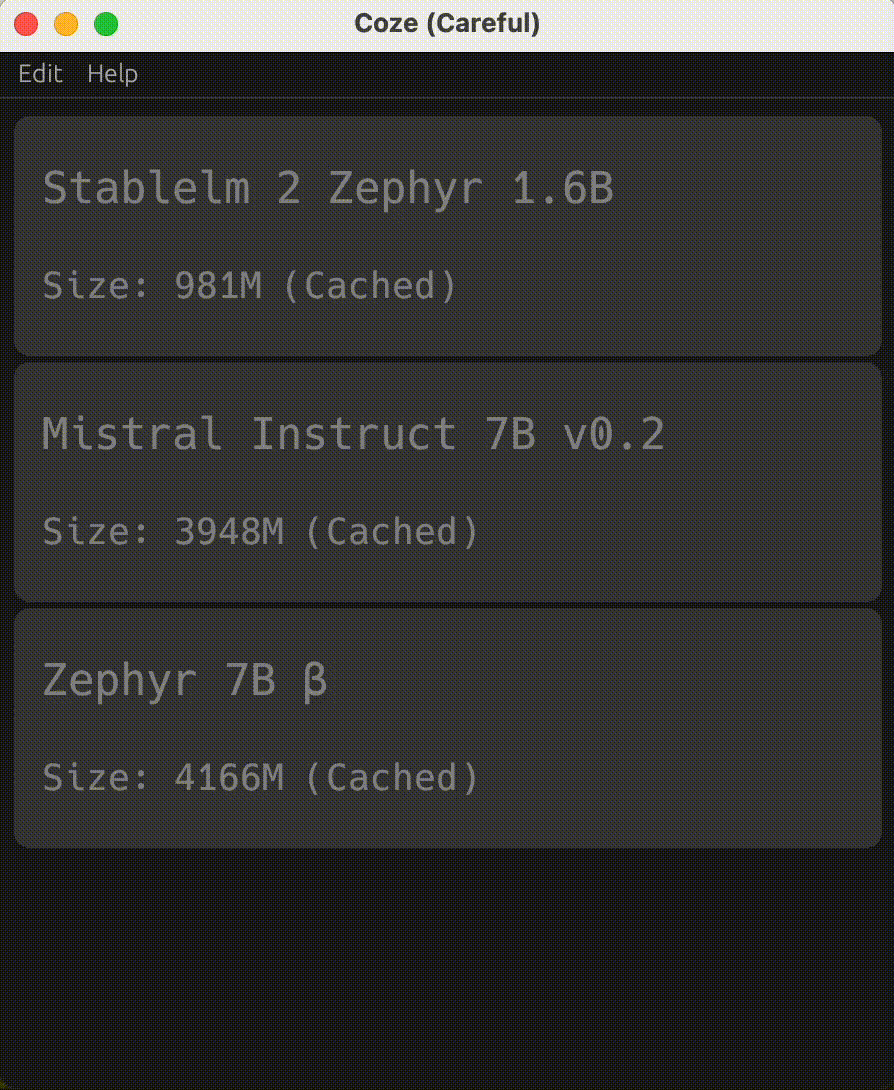 Coze (Careful)
Edit Help
Stablelm 2 Zephyr 1.6B
Size: 981M (Cached)
Mistral Instruct 7B v0.2
Size: 3948M (Cached)
Zephyr 7B β
Size: 4166M (Cached)